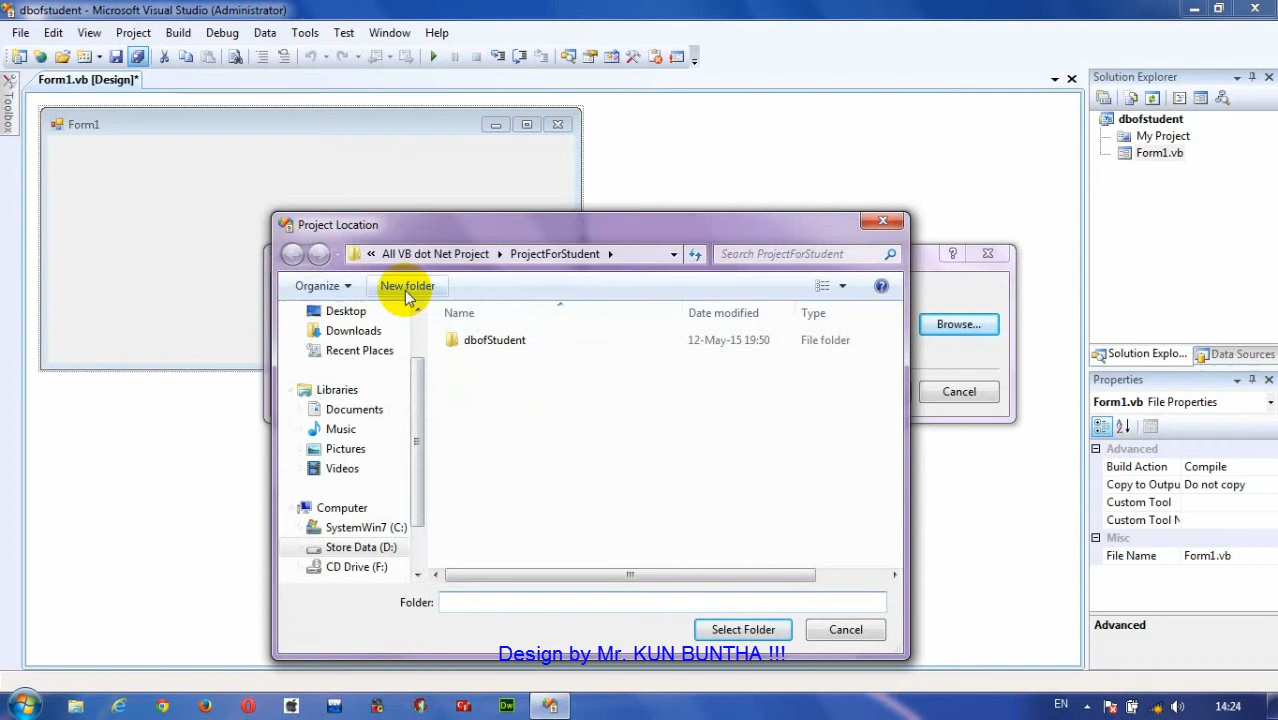 dbofstudent - Microsoft Visual Studio (Administrator)
File Edit View Project Build Debug Data Tools Test Window Help
Form1.vb [Design]*
Toolbox
Form1
Solution Explorer
dbofstudent
My Project
Form1.vb
Project Location
« All VB dot Net Project ProjectForStudent
Search ProjectForStudent
Organize New folder
Desktop
Downloads
Recent Places
Libraries
Documents
Music
Pictures
Videos
Computer
SystemWin7 (C:)
Store Data (D:)
CD Drive (F:)
Name Date modified Type
dbofStudent 12-May-15 19:50 File folder
Folder:
Select Folder Cancel
Browse...
Cancel
Solution Explo... Data Sources
Properties
Form1.vb File Properties
Advanced
Build Action Compile
Copy to Outpu Do not copy
Custom Tool
Custom Tool N
Misc
File Name Form1.vb
Advanced
Design by Mr. KUN BUNTHA !!!
Dw
EN
14:24